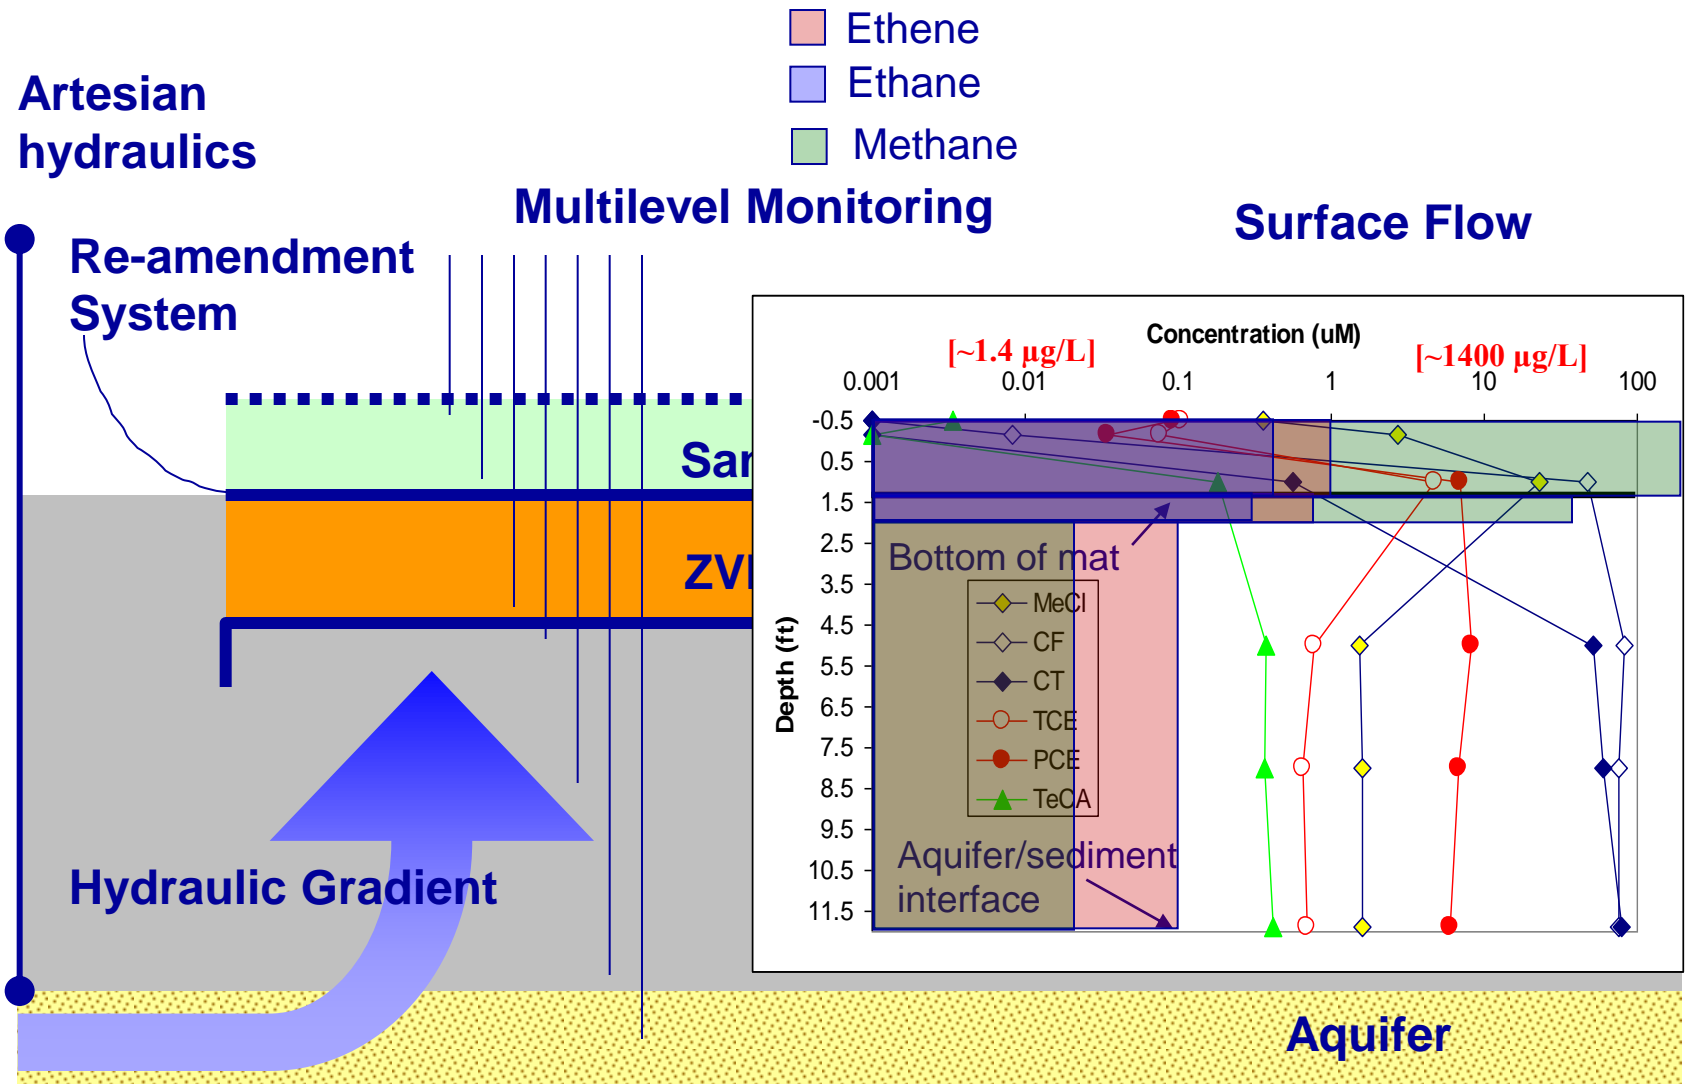 Ethene
Ethane
Methane
Artesian
hydraulics
Multilevel Monitoring
Surface Flow
Re-amendment
System
Concentration (uM)
[~1.4 µg/L]
[~1400 µg/L]
0.001
0.01
0.1
1
10
100
-0.5
0.5
1.5
2.5
3.5
4.5
5.5
6.5
7.5
8.5
9.5
10.5
11.5
Depth (ft)
Bottom of mat
MeCl
CF
CT
TCE
PCE
TeCA
Aquifer/sediment
interface
Hydraulic Gradient
Aquifer